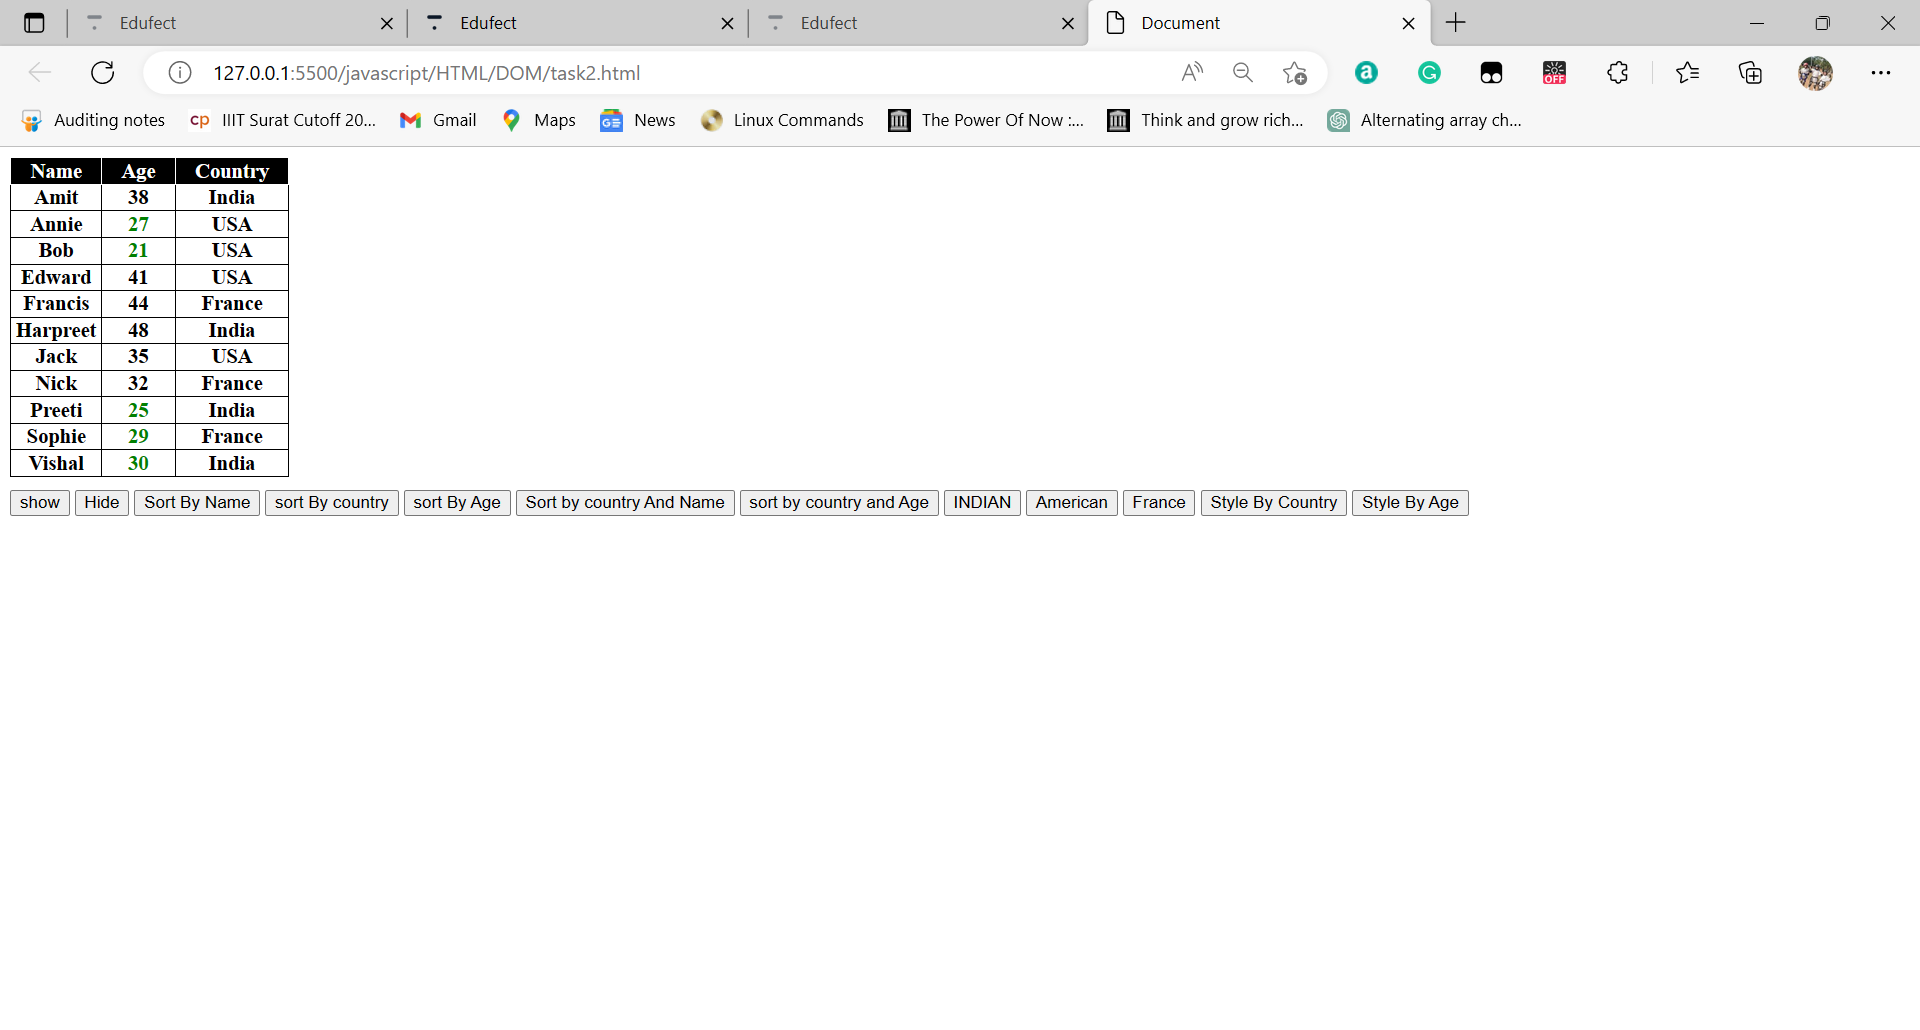 Edufect Edufect Edufect Document
127.0.0.1:5500/javascript/HTML/DOM/task2.html
Auditing notes IIIT Surat Cutoff 20... Gmail Maps News Linux Commands The Power Of Now :... Think and grow rich... Alternating array ch...
Name Age Country
Amit 38 India
Annie 27 USA
Bob 21 USA
Edward 41 USA
Francis 44 France
Harpreet 48 India
Jack 35 USA
Nick 32 France
Preeti 25 India
Sophie 29 France
Vishal 30 India
show Hide Sort By Name sort By country sort By Age Sort by country And Name sort by country and Age INDIAN American France Style By Country Style By Age